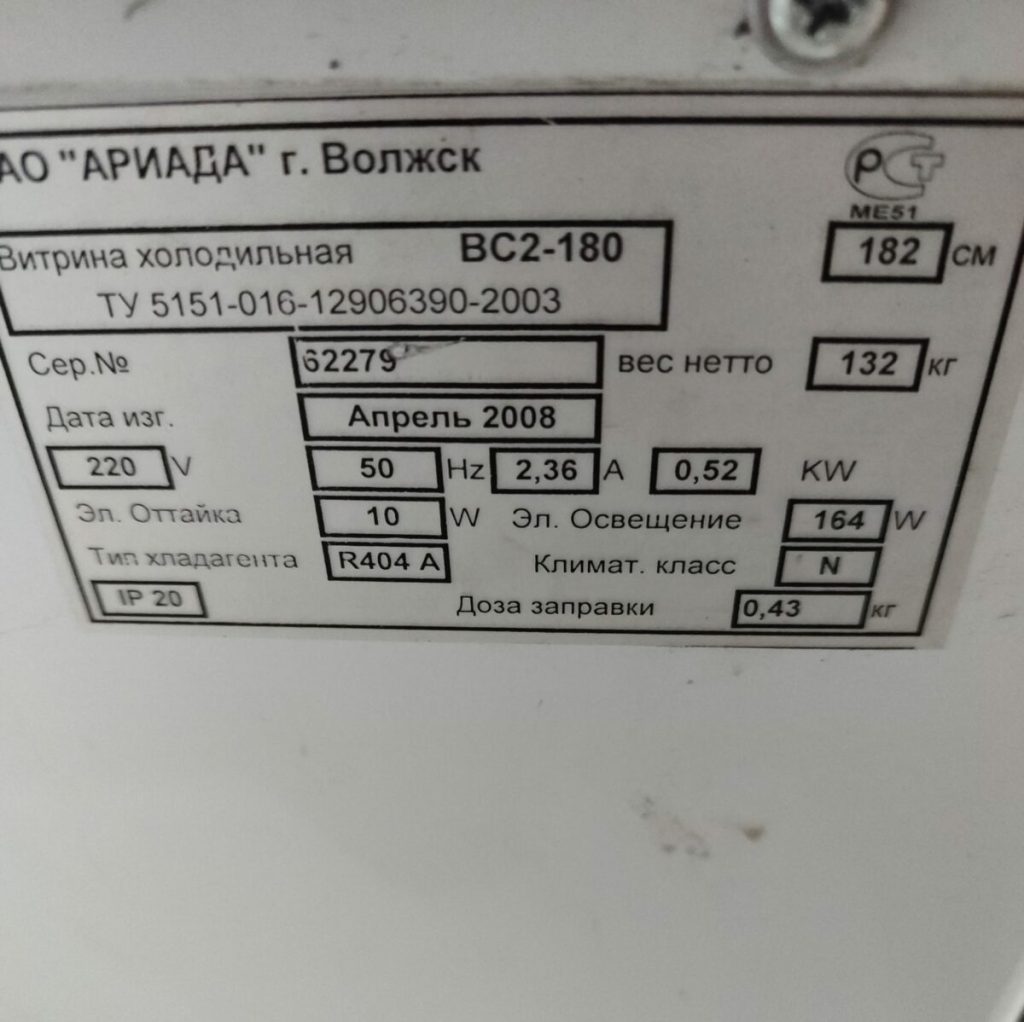 АО "АРИАДА" г. Волжск
РСТ
МЕ51
Витрина холодильная ВС2-180 182 см
ТУ 5151-016-12906390-2003
Сер.№ 62279 вес нетто 132 кг
Дата изг. Апрель 2008
220 V 50 Hz 2,36 A 0,52 KW
Эл. Оттайка 10 W Эл. Освещение 164 W
Тип хладагента R404 A Климат. класс N
IP 20 Доза заправки 0,43 кг